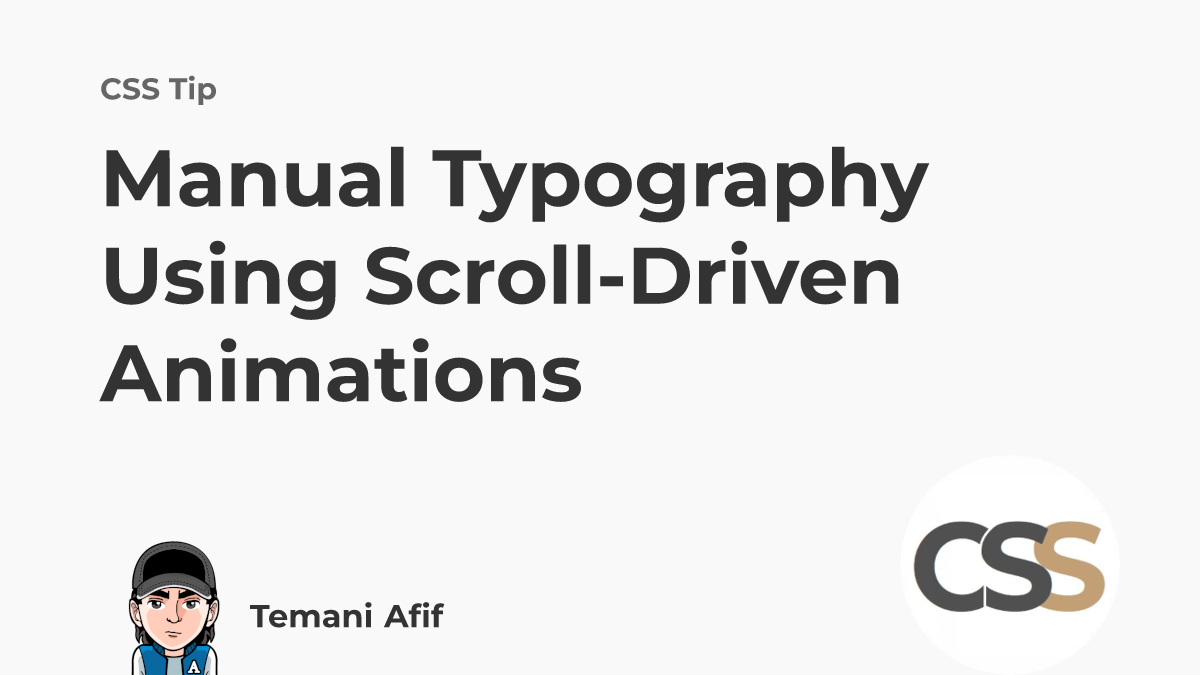 CSS Tip
Manual Typography
Using Scroll-Driven
Animations
A
Temani Afif
CSS